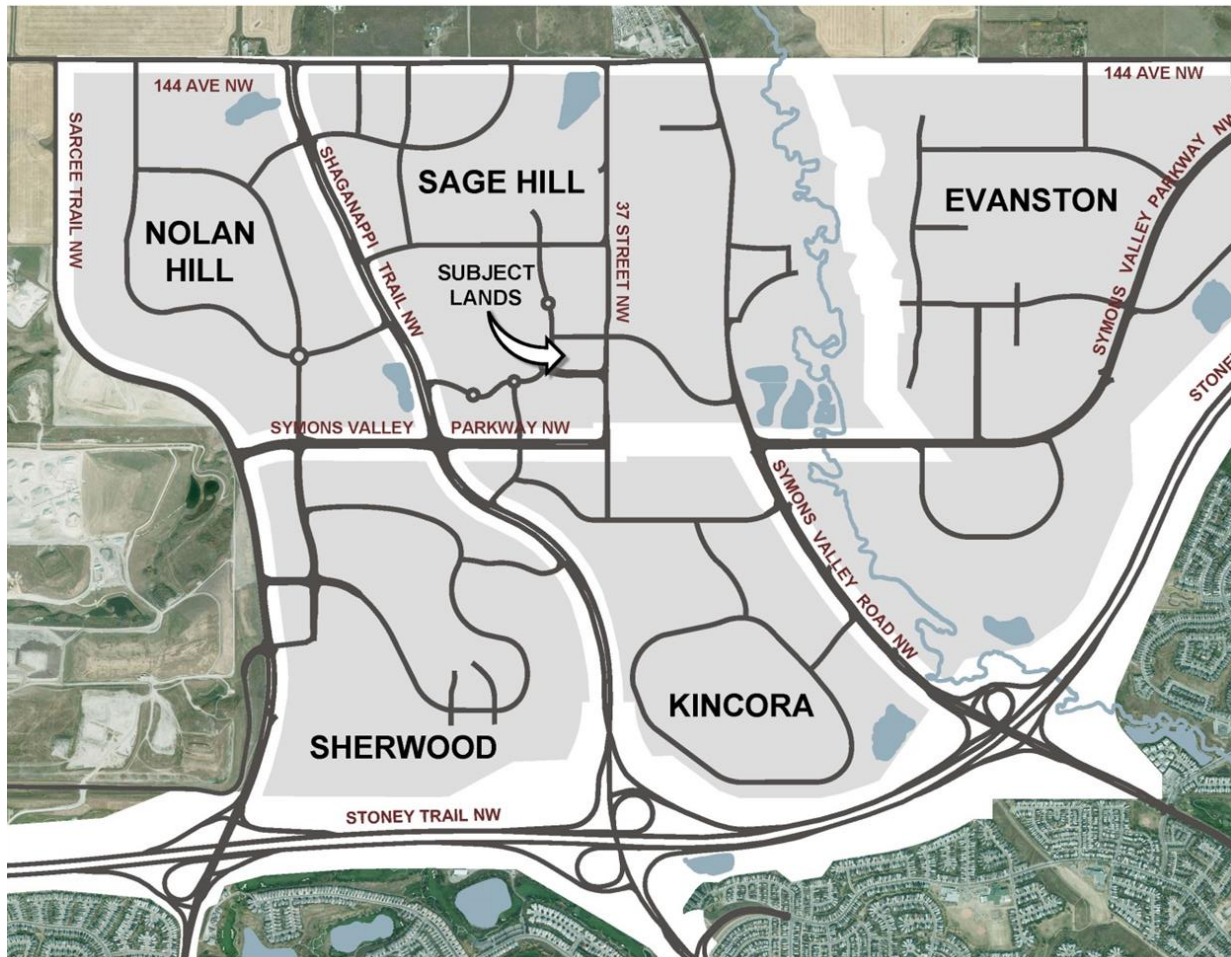 144 AVE NW
144 AVE NW
SARCEE TRAIL NW
SHAGANAPPI TRAIL NW
SAGE HILL
EVANSTON
SYMONS VALLEY PARKWAY NW
37 STREET NW
NOLAN
HILL
SUBJECT
LANDS
STONEY
SYMONS VALLEY PARKWAY NW
SYMONS VALLEY ROAD NW
KINCORA
SHERWOOD
STONEY TRAIL NW